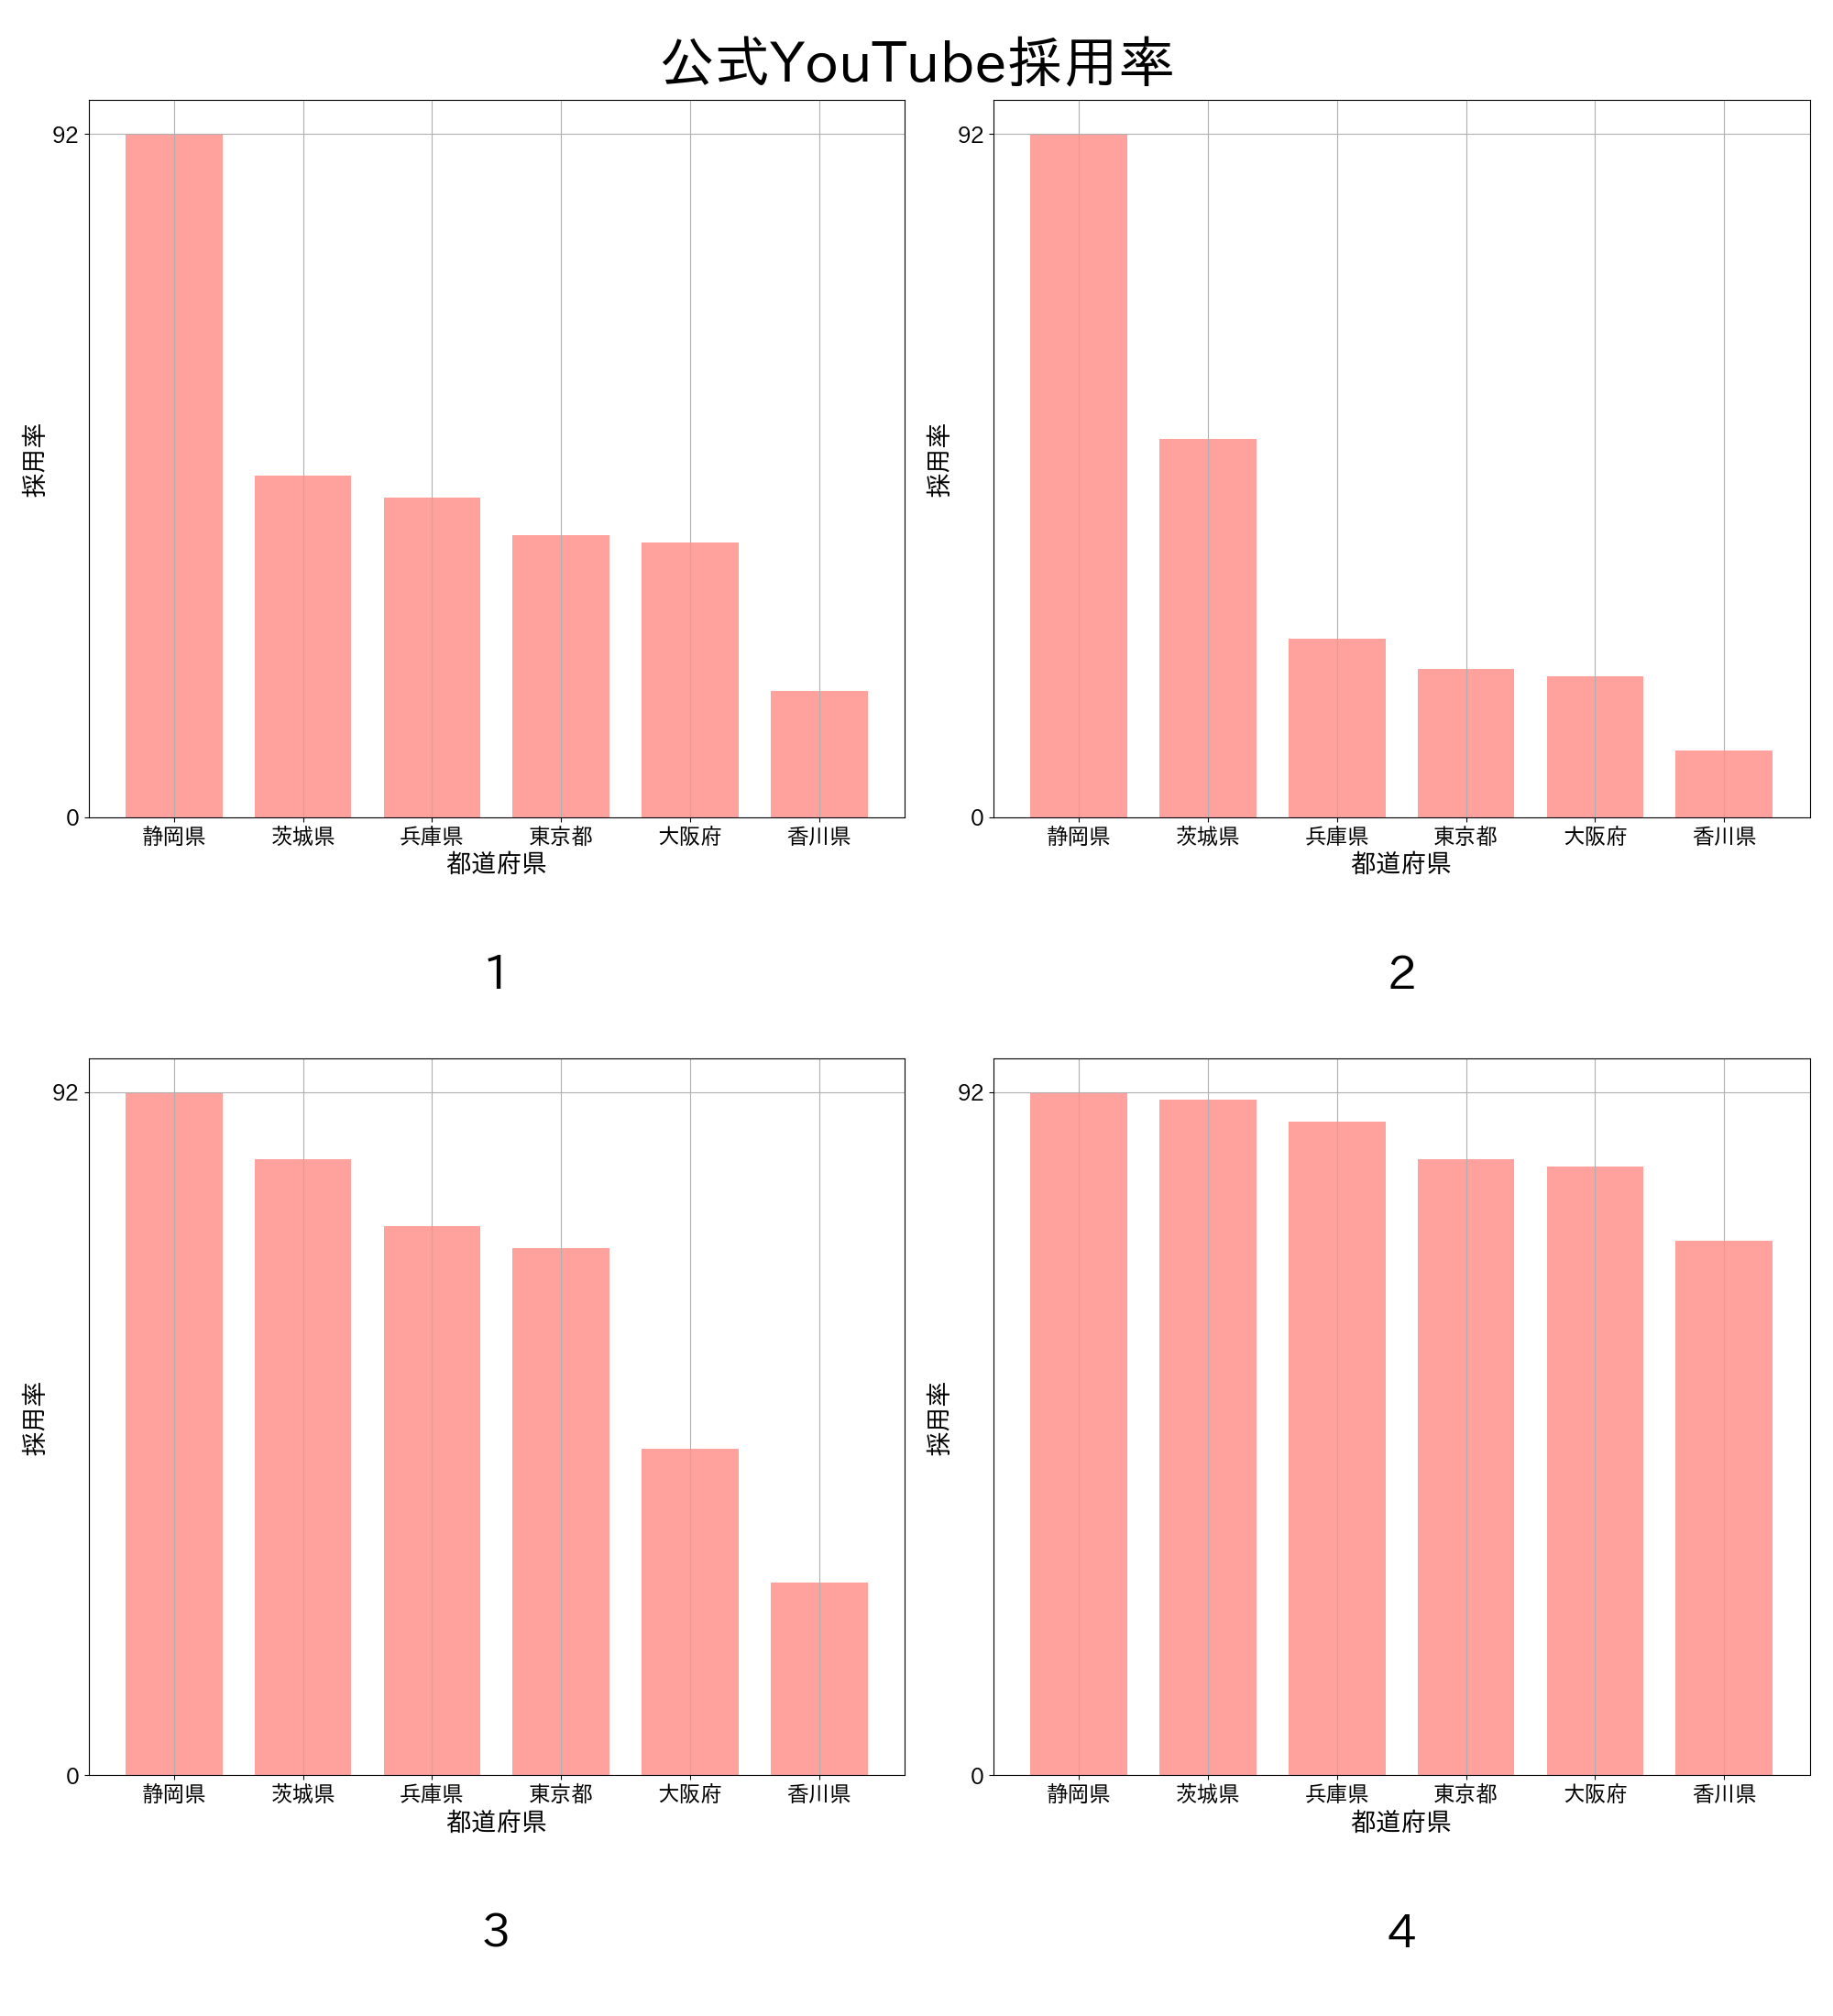 公式YouTube採用率
92
0
採用率
静岡県 茨城県 兵庫県 東京都 大阪府 香川県
都道府県
1
92
0
採用率
静岡県 茨城県 兵庫県 東京都 大阪府 香川県
都道府県
2
92
0
採用率
静岡県 茨城県 兵庫県 東京都 大阪府 香川県
都道府県
3
92
0
採用率
静岡県 茨城県 兵庫県 東京都 大阪府 香川県
都道府県
4